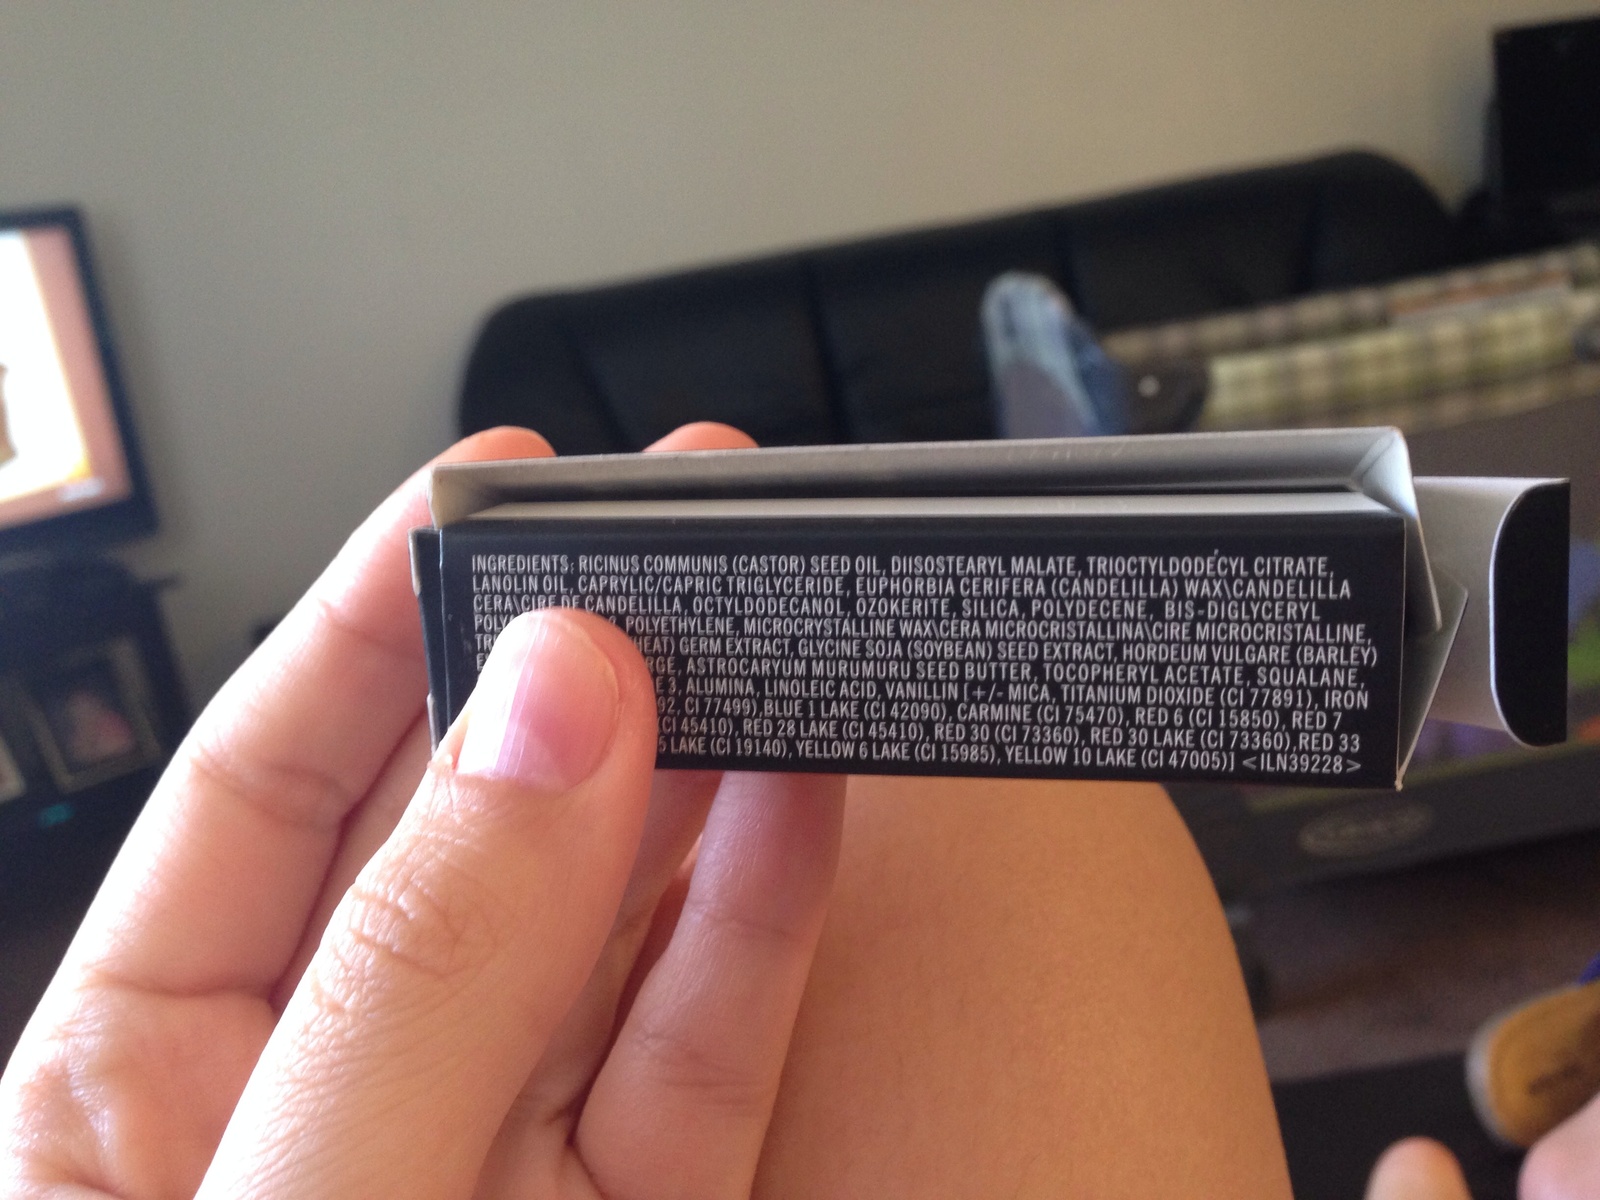 INGREDIENTS: RICINUS COMMUNIS (CASTOR) SEED OIL, DIISOSTEARYL MALATE, TRIOCTYLDODECYL CITRATE,
LANOLIN OIL, CAPRYLIC/CAPRIC TRIGLYCERIDE, EUPHORBIA CERIFERA (CANDELILLA) WAX\CANDELILLA
CERA\CIRE DE CANDELILLA, OCTYLDODECANOL, OZOKERITE, SILICA, POLYDECENE, BIS-DIGLYCERYL
POLYETHYLENE, MICROCRYSTALLINE WAX\CERA MICROCRISTALLINA\CIRE MICROCRISTALLINE,
GERM EXTRACT, GLYCINE SOJA (SOYBEAN) SEED EXTRACT, HORDEUM VULGARE (BARLEY)
ASTROCARYUM MURUMURU SEED BUTTER, TOCOPHERYL ACETATE, SQUALANE,
3, ALUMINA, LINOLEIC ACID, VANILLIN [+/- MICA, TITANIUM DIOXIDE (CI 77891), IRON
CI 77499), BLUE 1 LAKE (CI 42090), CARMINE (CI 75470), RED 6 (CI 15850), RED 7
(CI 45410), RED 28 LAKE (CI 45410), RED 30 (CI 73360), RED 30 LAKE (CI 73360), RED 33
5 LAKE (CI 19140), YELLOW 6 LAKE (CI 15985), YELLOW 10 LAKE (CI 47005)] <ILN39228>